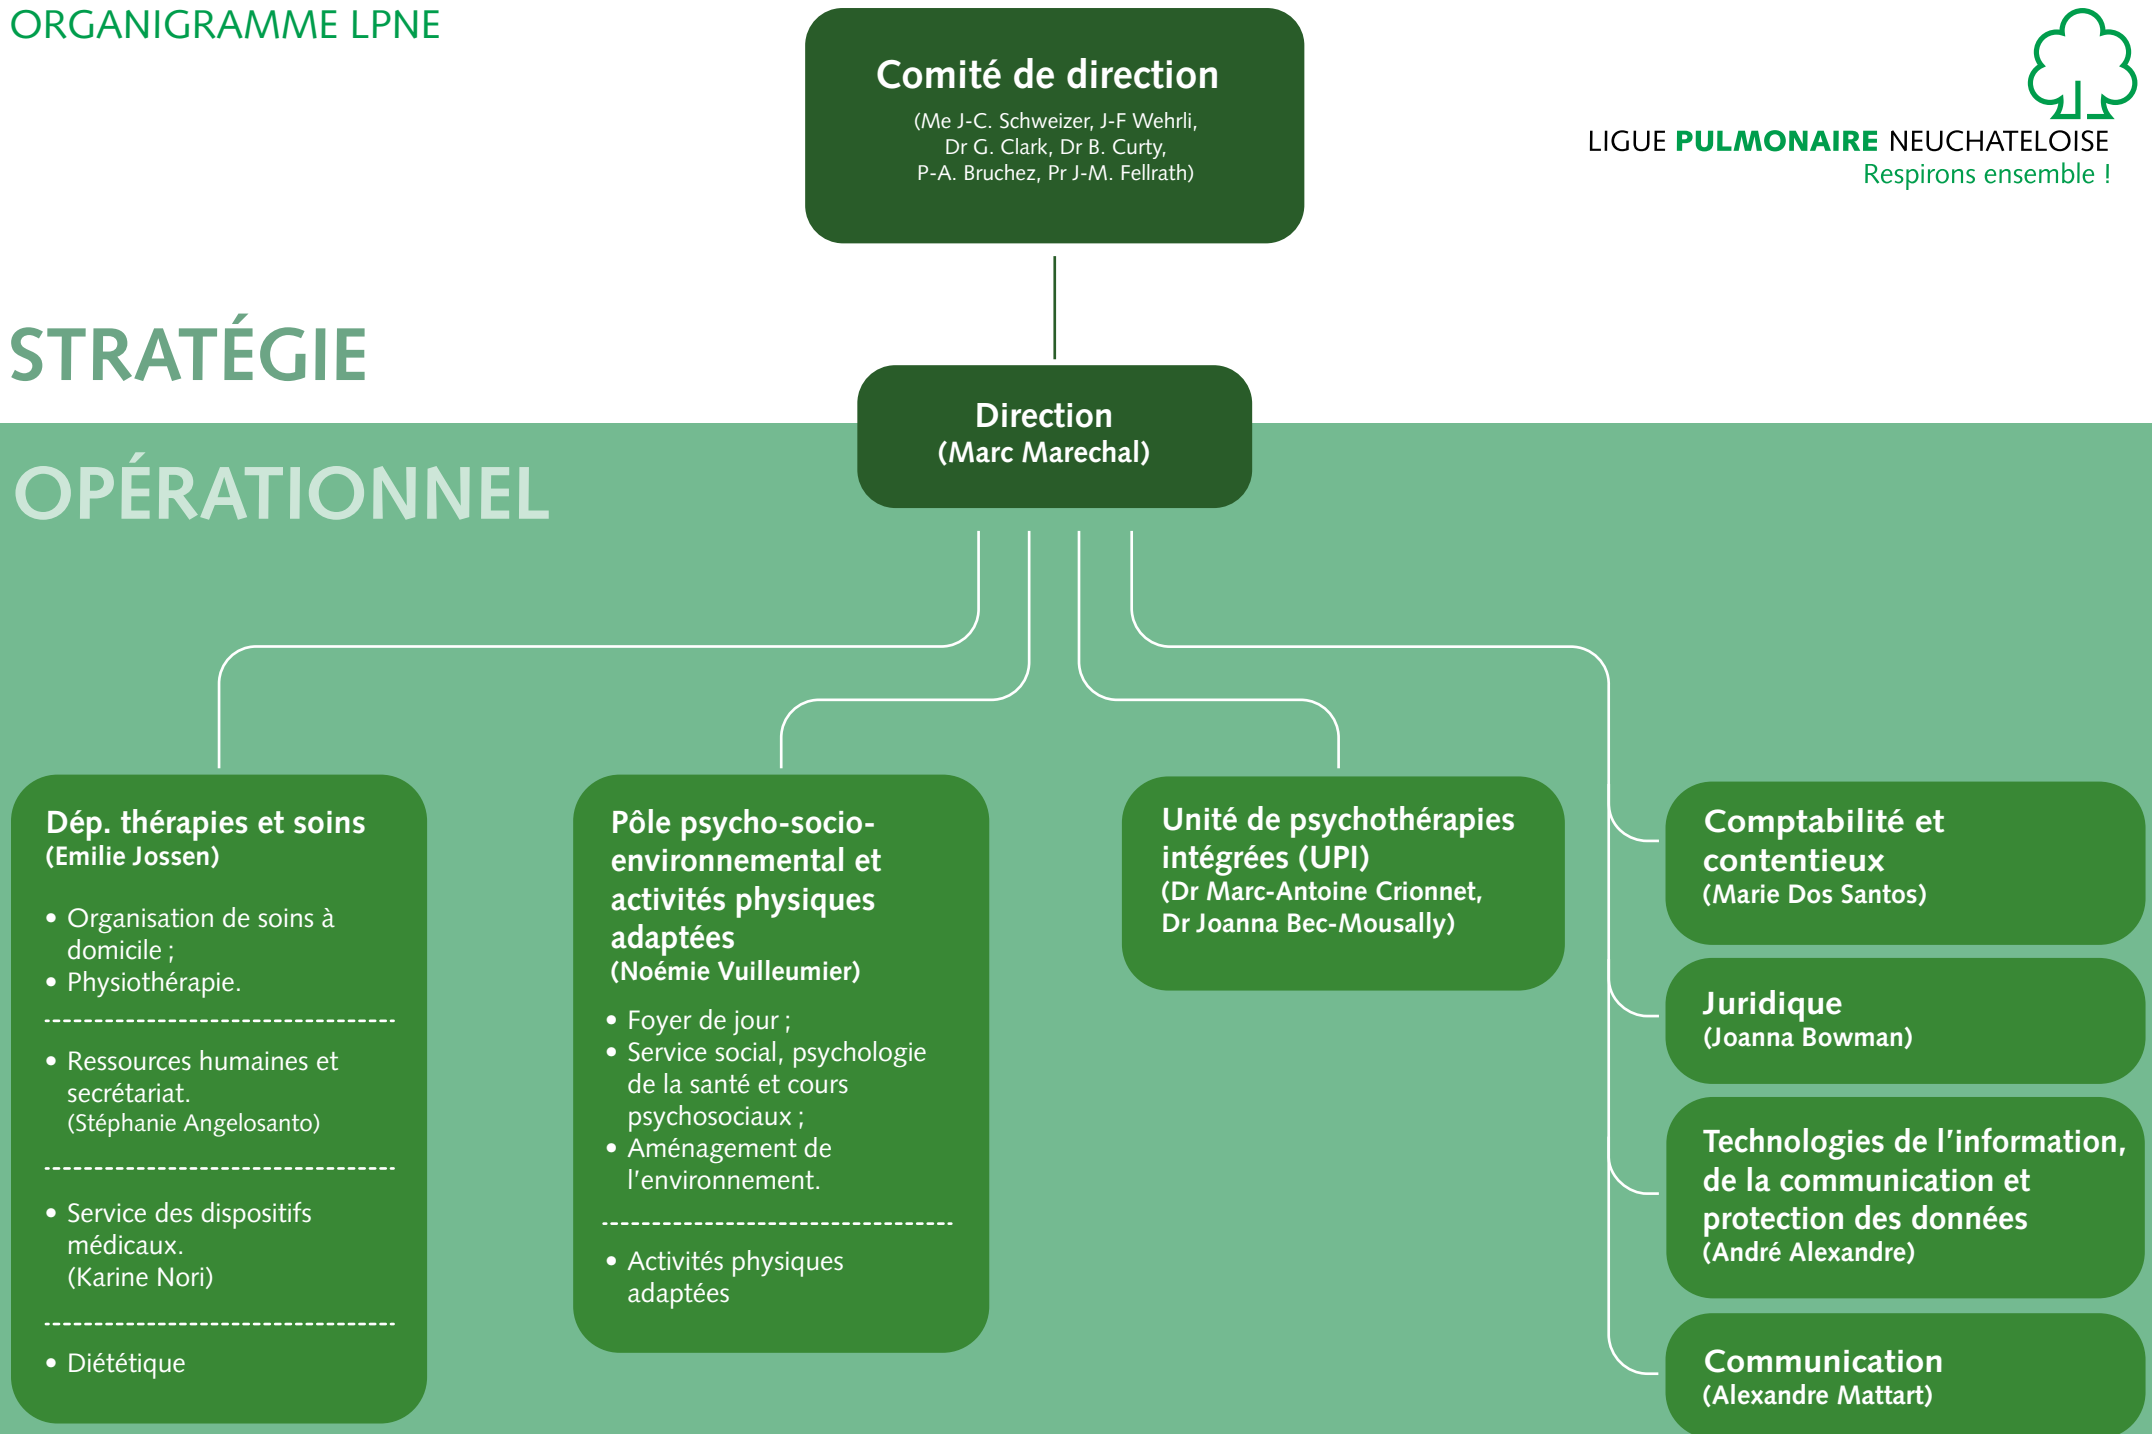 ORGANIGRAMME LPNE
Comité de direction
(Me J-C. Schweizer, J-F Wehrli,
Dr G. Clark, Dr B. Curty,
P-A. Bruchez, Pr J-M. Fellrath)
LIGUE PULMONAIRE NEUCHATELOISE
Respirons ensemble !
STRATÉGIE
Direction
(Marc Marechal)
OPÉRATIONNEL
Dép. thérapies et soins
(Emilie Jossen)
• Organisation de soins à
domicile ;
• Physiothérapie.
• Ressources humaines et
secrétariat.
(Stéphanie Angelosanto)
• Service des dispositifs
médicaux.
(Karine Nori)
• Diététique
Pôle psycho-socio-
environnemental et
activités physiques
adaptées
(Noémie Vuilleumier)
• Foyer de jour ;
• Service social, psychologie
de la santé et cours
psychosociaux ;
• Aménagement de
l'environnement.
• Activités physiques
adaptées
Unité de psychothérapies
intégrées (UPI)
(Dr Marc-Antoine Crionnet,
Dr Joanna Bec-Mousally)
Comptabilité et
contentieux
(Marie Dos Santos)
Juridique
(Joanna Bowman)
Technologies de l'information,
de la communication et
protection des données
(André Alexandre)
Communication
(Alexandre Mattart)